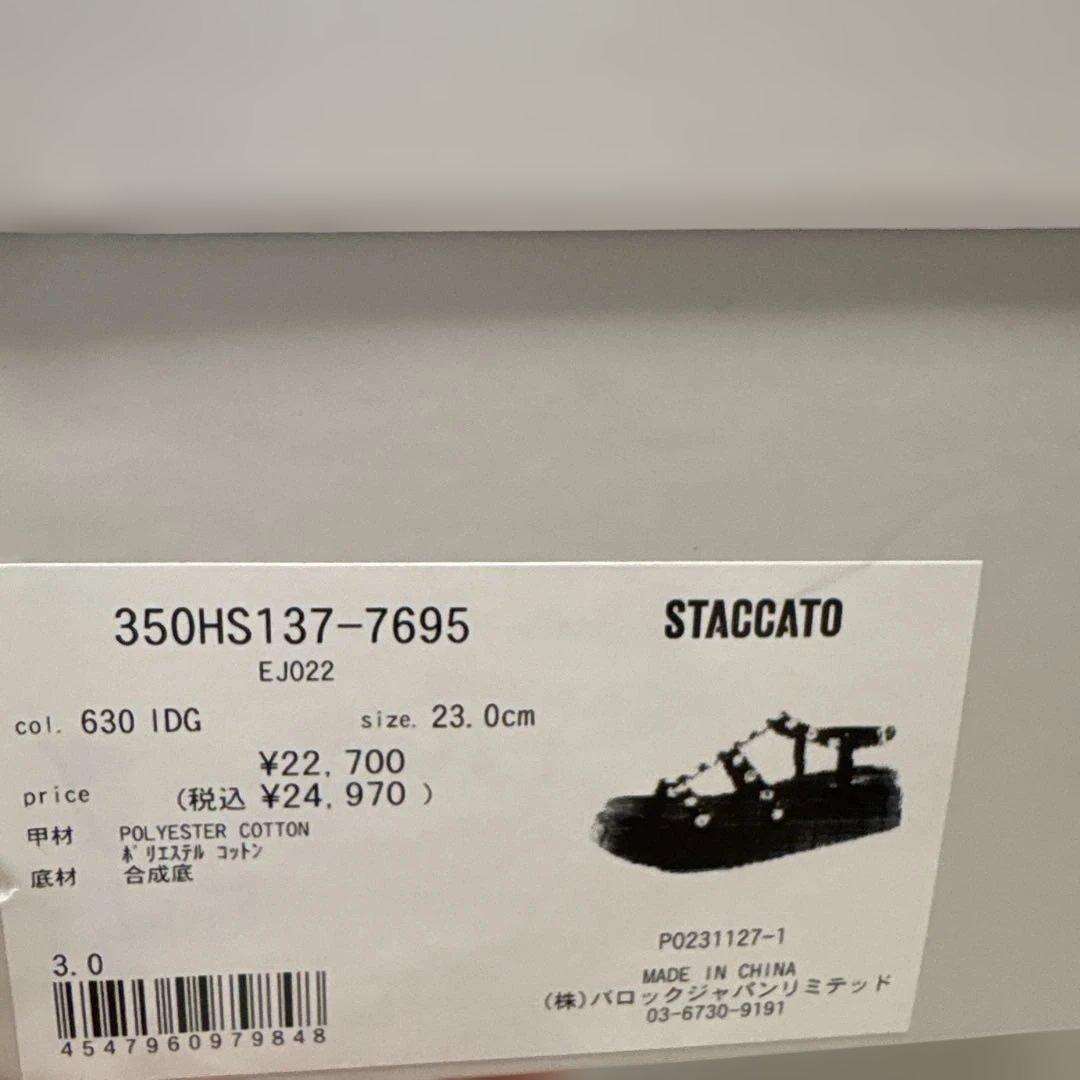 350HS137-7695
EJ022
col. 630 IDG
size. 23.0cm
¥22,700
price (税込 ¥24,970 )
甲材 POLYESTER COTTON
ポリエステル コットン
底材 合成底
3.0
4547960979848
STACCATO
PO231127-1
MADE IN CHINA
(株)バロックジャパンリミテッド
03-6730-9191